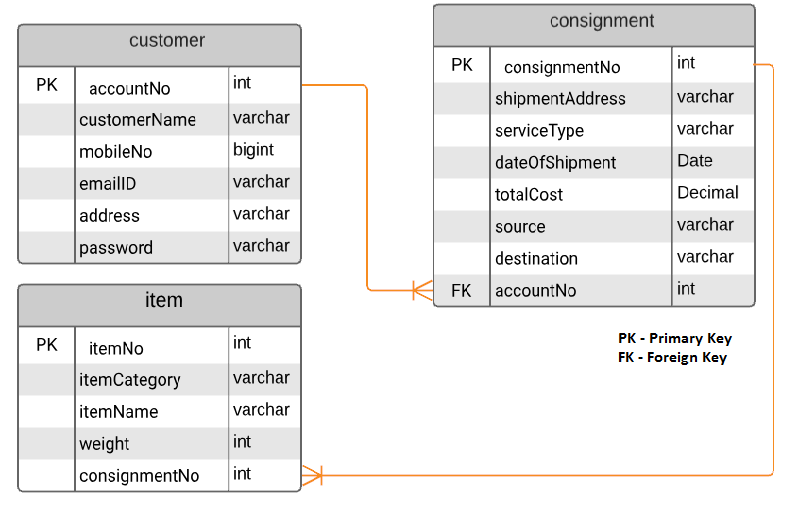 customer
PK accountNo int
customerName varchar
mobileNo bigint
emailID varchar
address varchar
password varchar
consignment
PK consignmentNo int
shipmentAddress varchar
serviceType varchar
dateOfShipment Date
totalCost Decimal
source varchar
destination varchar
FK accountNo int
item
PK itemNo int
itemCategory varchar
itemName varchar
weight int
consignmentNo int
PK - Primary Key
FK - Foreign Key